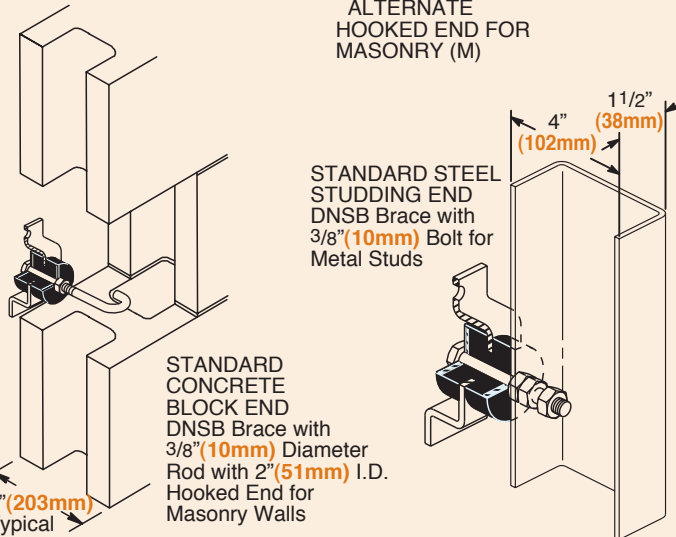 ALTERNATE
HOOKED END FOR
MASONRY (M)
1 1/2”
(38mm)
4”
(102mm)
STANDARD STEEL
STUDDING END
DNSB Brace with
3/8”(10mm) Bolt for
Metal Studs
STANDARD
CONCRETE
BLOCK END
DNSB Brace with
3/8”(10mm) Diameter
Rod with 2”(51mm) I.D.
Hooked End for
Masonry Walls
”(203mm)
ypical